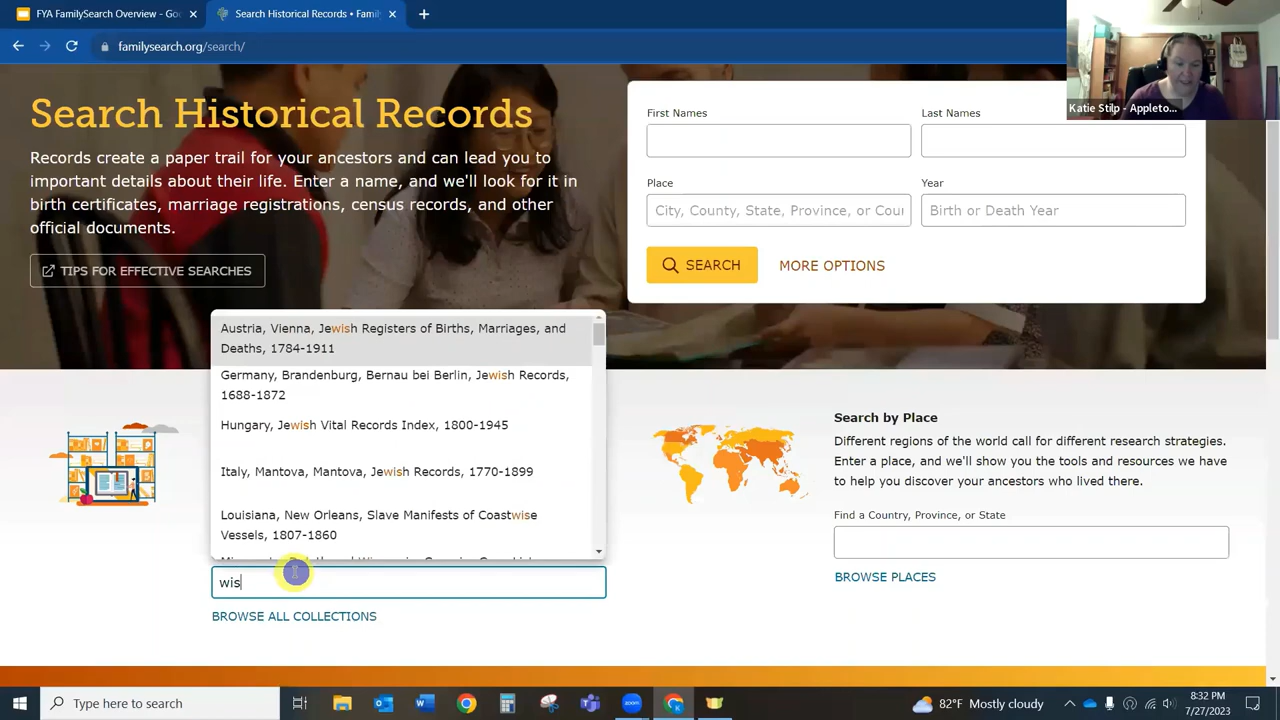 FYA FamilySearch Overview - Goo
Search Historical Records • Famil
familysearch.org/search/
Katie Stilp - Appleto...
Search Historical Records
Records create a paper trail for your ancestors and can lead you to
important details about their life. Enter a name, and we'll look for it in
birth certificates, marriage registrations, census records, and other
official documents.
TIPS FOR EFFECTIVE SEARCHES
First Names
Last Names
Place
Year
City, County, State, Province, or Cour
Birth or Death Year
SEARCH
MORE OPTIONS
Austria, Vienna, Jewish Registers of Births, Marriages, and
Deaths, 1784-1911
Germany, Brandenburg, Bernau bei Berlin, Jewish Records,
1688-1872
Hungary, Jewish Vital Records Index, 1800-1945
Italy, Mantova, Mantova, Jewish Records, 1770-1899
Louisiana, New Orleans, Slave Manifests of Coastwise
Vessels, 1807-1860
wis
BROWSE ALL COLLECTIONS
Search by Place
Different regions of the world call for different research strategies.
Enter a place, and we'll show you the tools and resources we have
to help you discover your ancestors who lived there.
Find a Country, Province, or State
BROWSE PLACES
Type here to search
zoom
82°F Mostly cloudy
8:32 PM
7/27/2023